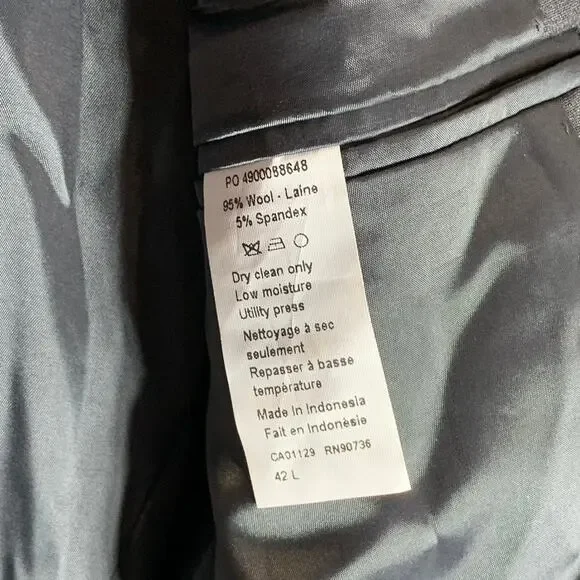 PO 4900088648
95% Wool - Laine
5% Spandex
Dry clean only
Low moisture
Utility press
Nettoyage à sec
seulement
Repasser à basse
température
Made In Indonesia
Fait en Indonèsie
CA01129 RN90736
42 L